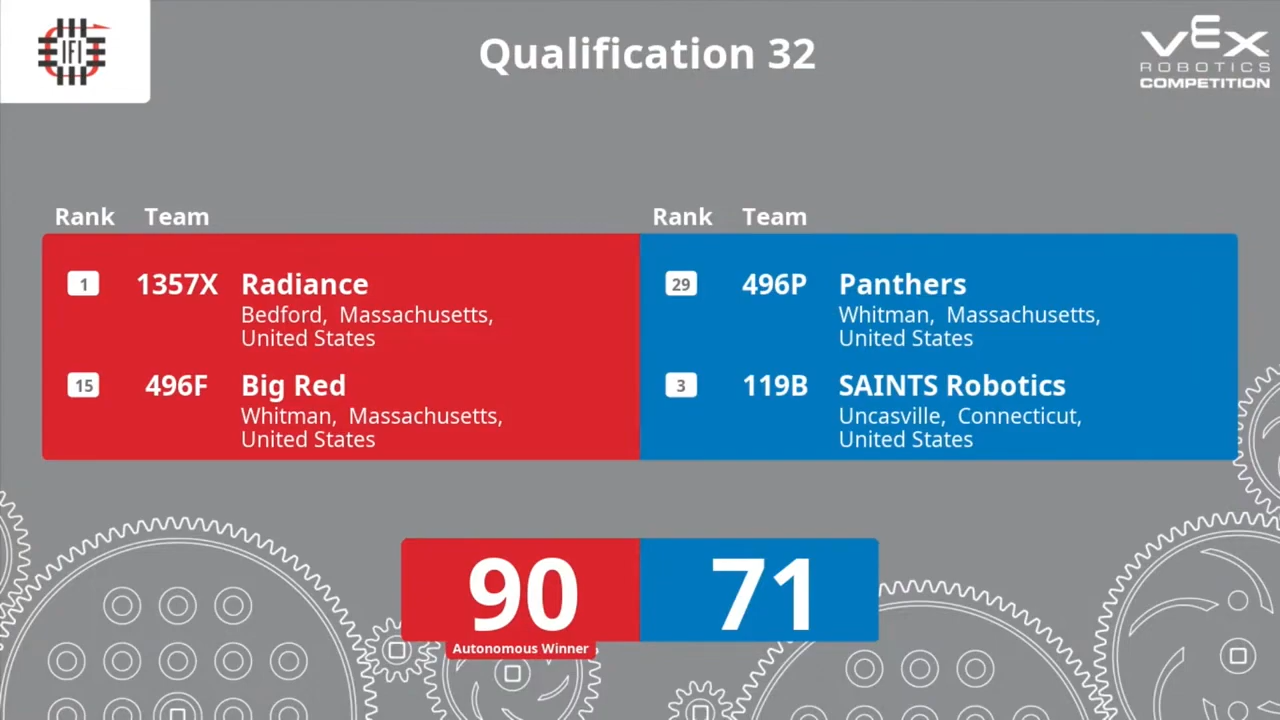 IFI
Qualification 32
VEX
ROBOTICS
COMPETITION
Rank Team
Rank Team
1 1357X Radiance
Bedford, Massachusetts,
United States
15 496F Big Red
Whitman, Massachusetts,
United States
29 496P Panthers
Whitman, Massachusetts,
United States
3 119B SAINTS Robotics
Uncasville, Connecticut,
United States
90
71
Autonomous Winner